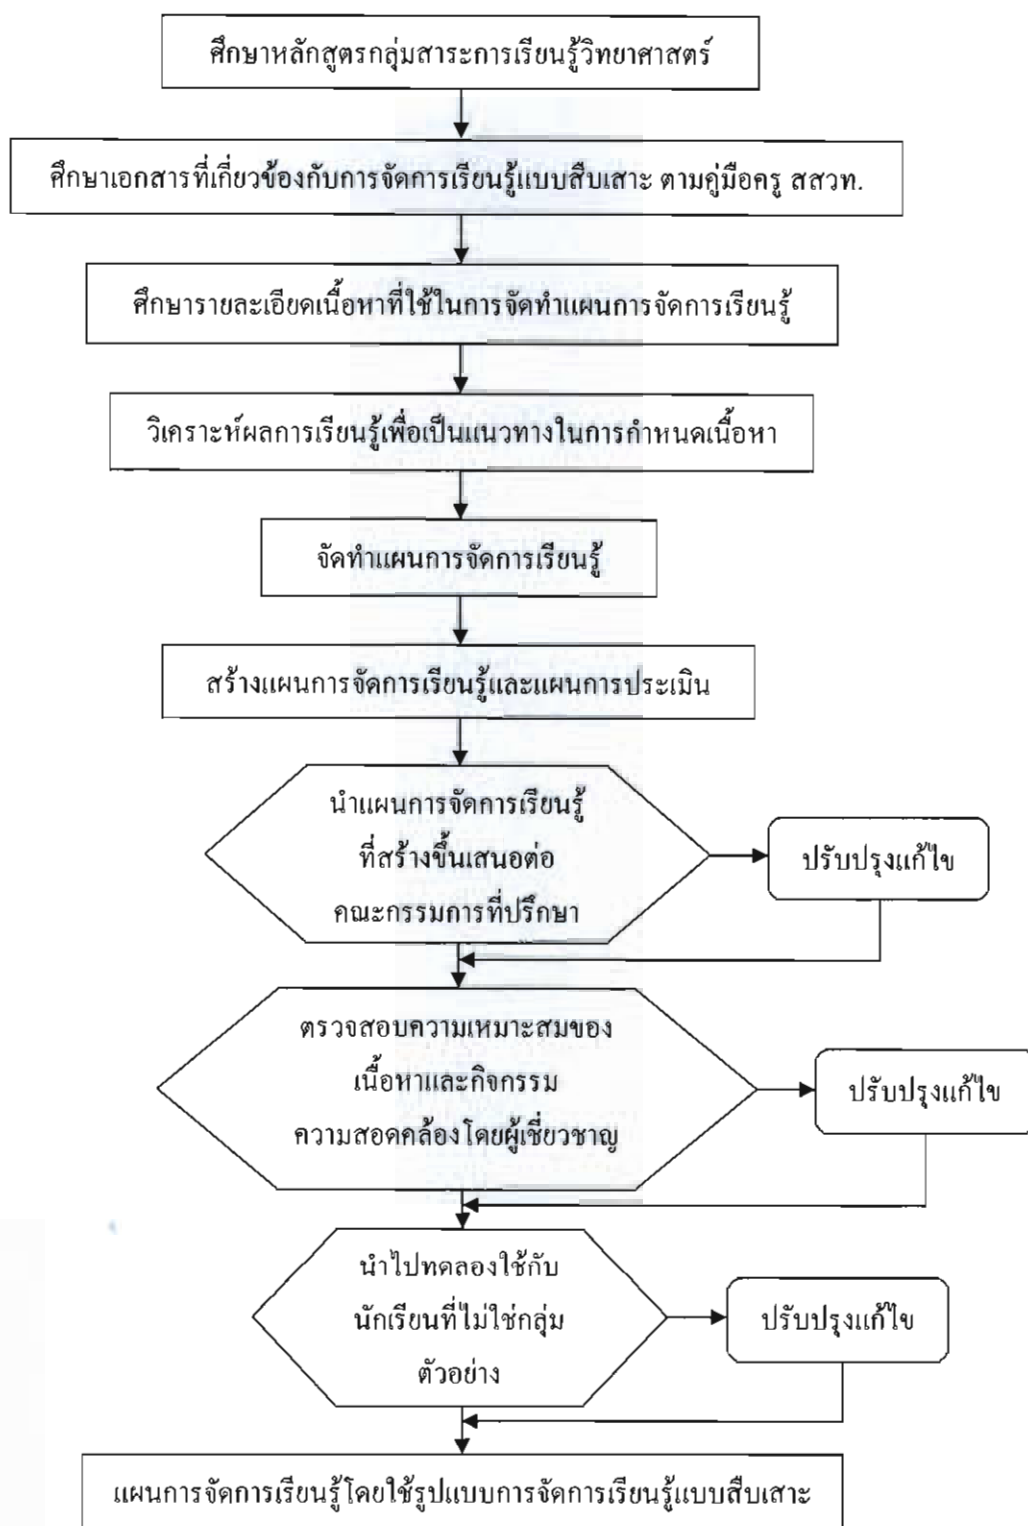 ศึกษาหลักสูตรกลุ่มสาระการเรียนรู้วิทยาศาสตร์
ศึกษาเอกสารที่เกี่ยวข้องกับการจัดการเรียนรู้แบบสืบเสาะ ตามคู่มือครู สสวท.
ศึกษารายละเอียดเนื้อหาที่ใช้ในการจัดทำแผนการจัดการเรียนรู้
วิเคราะห์ผลการเรียนรู้เพื่อเป็นแนวทางในการกำหนดเนื้อหา
จัดทำแผนการจัดการเรียนรู้
สร้างแผนการจัดการเรียนรู้และแผนการประเมิน
นำแผนการจัดการเรียนรู้
ที่สร้างขึ้นเสนอต่อ
คณะกรรมการที่ปรึกษา
ปรับปรุงแก้ไข
ตรวจสอบความเหมาะสมของ
เนื้อหาและกิจกรรม
ความสอดคล้องโดยผู้เชี่ยวชาญ
ปรับปรุงแก้ไข
นำไปทดลองใช้กับ
นักเรียนที่ไม่ใช่กลุ่ม
ตัวอย่าง
ปรับปรุงแก้ไข
แผนการจัดการเรียนรู้โดยใช้รูปแบบการจัดการเรียนรู้แบบสืบเสาะ